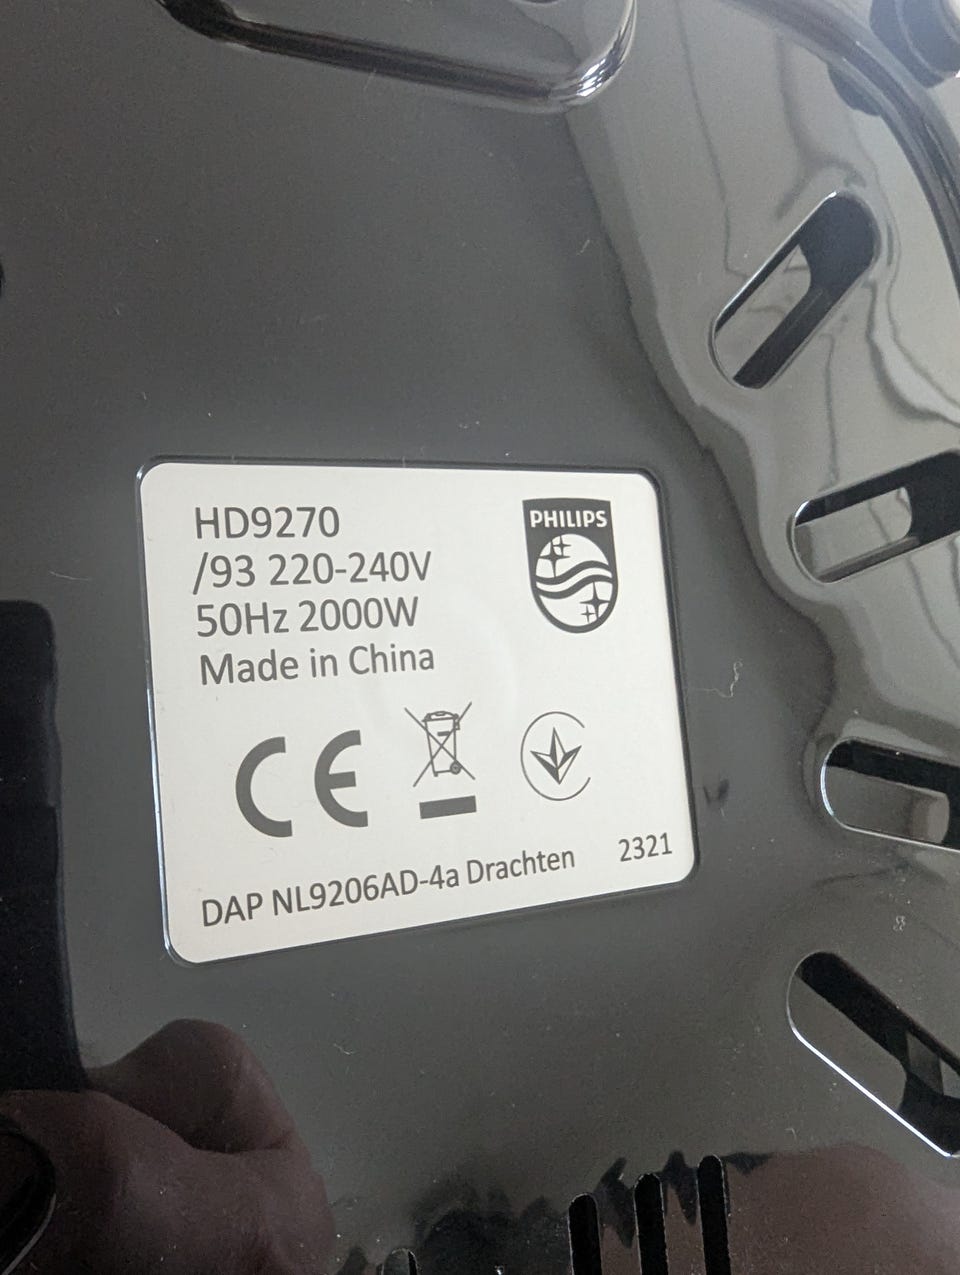 HD9270
/93 220-240V
50Hz 2000W
Made in China
PHILIPS
CE
DAP NL9206AD-4a Drachten
2321